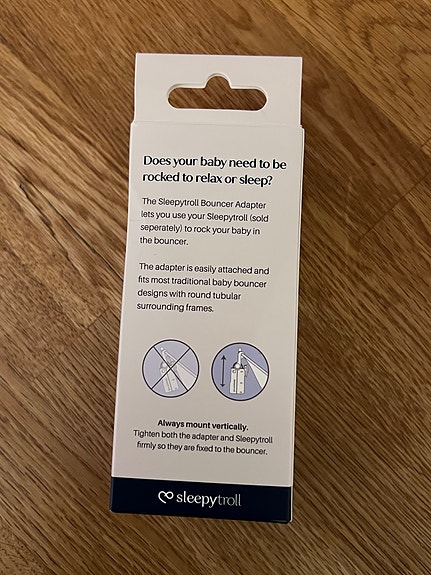 Does your baby need to be
rocked to relax or sleep?
The Sleepytroll Bouncer Adapter
lets you use your Sleepytroll (sold
seperately) to rock your baby in
the bouncer.
The adapter is easily attached and
fits most traditional baby bouncer
designs with round tubular
surrounding frames.
Always mount vertically.
Tighten both the adapter and Sleepytroll
firmly so they are fixed to the bouncer.
sleepytroll